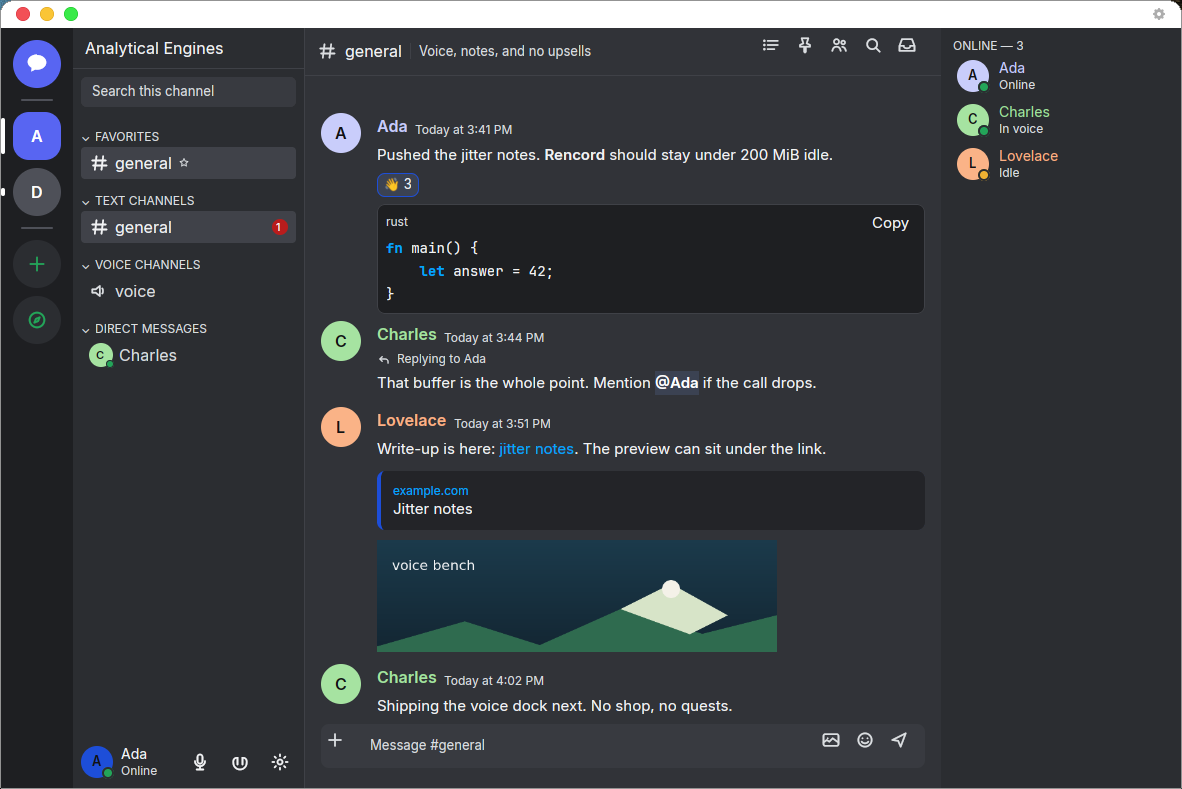 Analytical Engines
Search this channel
FAVORITES
general
TEXT CHANNELS
general
1
VOICE CHANNELS
voice
DIRECT MESSAGES
C
Charles
A
D
A
Ada
Online
# general
Voice, notes, and no upsells
A
Ada Today at 3:41 PM
Pushed the jitter notes. Rencord should stay under 200 MiB idle.
👋 3
rust
Copy
fn main() {
    let answer = 42;
}
C
Charles Today at 3:44 PM
Replying to Ada
That buffer is the whole point. Mention @Ada if the call drops.
L
Lovelace Today at 3:51 PM
Write-up is here: jitter notes. The preview can sit under the link.
example.com
Jitter notes
voice bench
C
Charles Today at 4:02 PM
Shipping the voice dock next. No shop, no quests.
Message #general
ONLINE — 3
A
Ada
Online
C
Charles
In voice
L
Lovelace
Idle